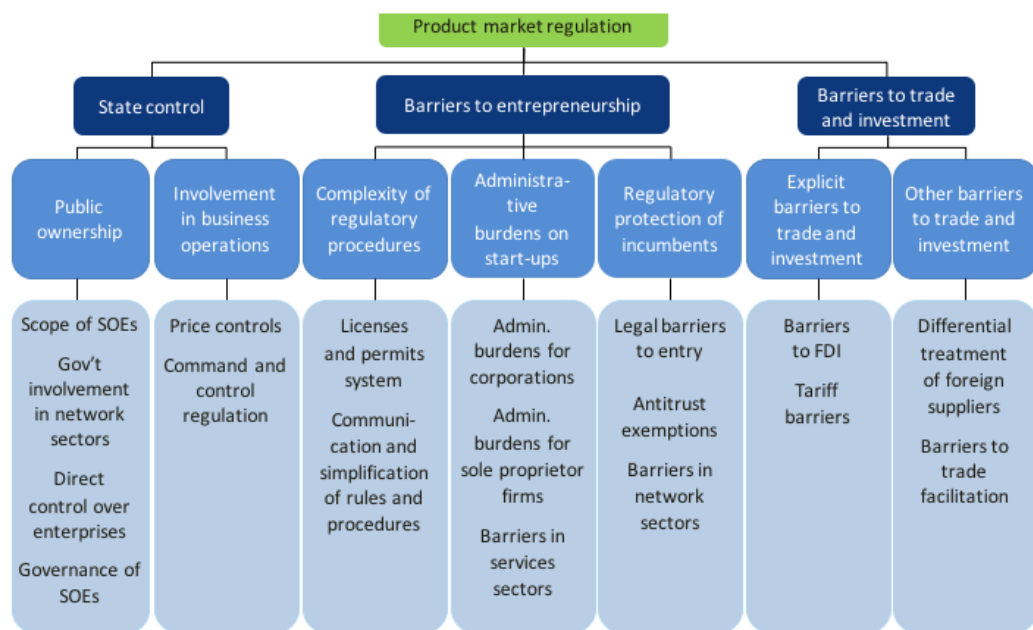 Product market regulation
State control
Barriers to entrepreneurship
Barriers to trade
and investment
Public
ownership
Involvement
in business
operations
Complexity of
regulatory
procedures
Administra-
tive
burdens on
start-ups
Regulatory
protection of
incumbents
Explicit
barriers to
trade and
investment
Other barriers
to trade and
investment
Scope of SOEs
Gov't
involvement
in network
sectors
Direct
control over
enterprises
Governance of
SOEs
Price controls
Command and
control
regulation
Licenses
and permits
system
Communi-
cation and
simplification
of rules and
procedures
Admin.
burdens for
corporations
Admin.
burdens for
sole proprietor
firms
Barriers in
services
sectors
Legal barriers
to entry
Antitrust
exemptions
Barriers in
network
sectors
Barriers
to FDI
Tariff
barriers
Differential
treatment
of foreign
suppliers
Barriers to
trade
facilitation